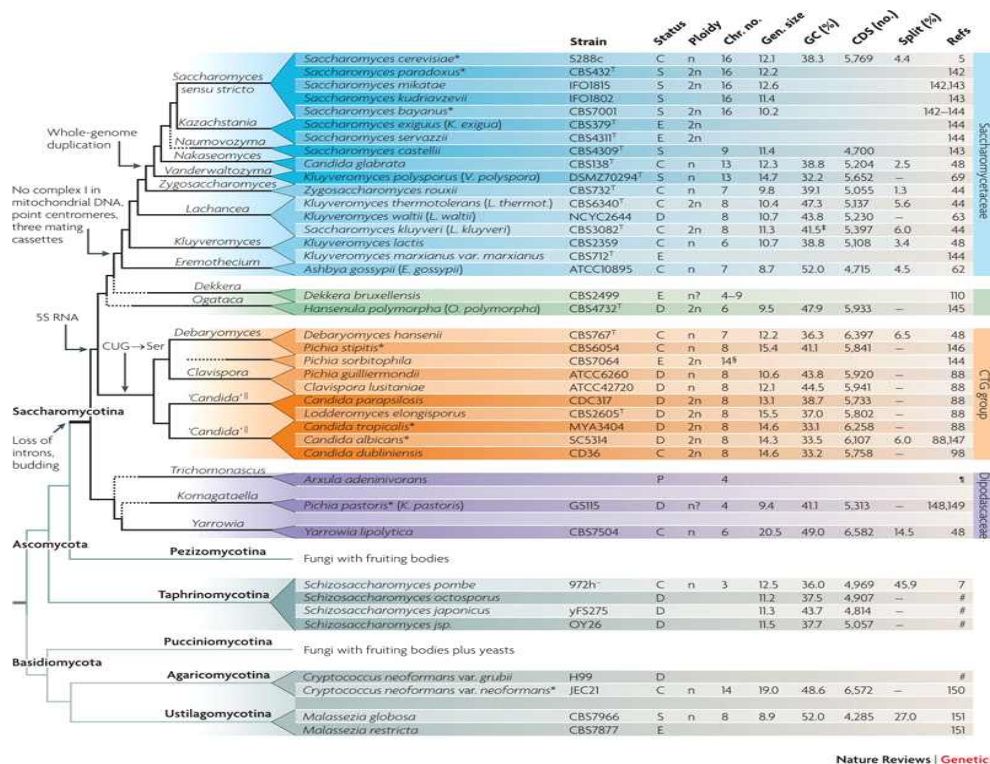 Strain Status Ploidy Chr. no. Gen. size GC (%) CDS (no.) Split (%) Refs
Saccharomyces cerevisiae* S288c C n 16 12.1 38.3 5,769 4.4 5
Saccharomyces sensu stricto
Saccharomyces paradoxus* CBS432T S 2n 16 12.2 142
Saccharomyces mikatae IFO1815 S 2n 16 12.6 142,143
Saccharomyces kudriavzevii IFO1802 S 16 11.4 143
Saccharomyces bayanus* CBS7001 S 2n 16 10.2 142–144
Kazachstania
Saccharomyces exiguus (K. exigua) CBS379T E 2n 144
Whole-genome duplication
Saccharomyces servazzii CBS4311T E 2n 144
Naumovozyma
Saccharomyces castellii CBS4309T S 9 11.4 4,700 143
Nakaseomyces
Candida glabrata CBS138T C n 13 12.3 38.8 5,204 2.5 48
Vanderwaltozyma
Kluyveromyces polysporus (V. polyspora) DSMZ70294T S n 13 14.7 32.2 5,652 – 69
Zygosaccharomyces
Zygosaccharomyces rouxii CBS732T C n 7 9.8 39.1 5,055 1.3 44
No complex I in mitochondrial DNA, point centromeres, three mating cassettes
Kluyveromyces thermotolerans (L. thermot.) CBS6340T C 2n 8 10.4 47.3 5,137 5.6 44
Lachancea
Kluyveromyces waltii (L. waltii) NCYC2644 D 8 10.7 43.8 5,230 – 63
Saccharomyces kluyveri (L. kluyveri) CBS3082T C 2n 8 11.3 41.5‡ 5,397 6.0 44
Kluyveromyces
Kluyveromyces lactis CBS2359 C n 6 10.7 38.8 5,108 3.4 48
Kluyveromyces marxianus var. marxianus CBS712T E 144
Eremothecium
Ashbya gossypii (E. gossypii) ATCC10895 C n 7 8.7 52.0 4,715 4.5 62
Saccharomycetaceae
Dekkera
Dekkera bruxellensis CBS2499 E n? 4–9 110
Ogataca
Hansenula polymorpha (O. polymorpha) CBS4732T D 2n 6 9.5 47.9 5,933 – 145
5S RNA
Debaryomyces
Debaryomyces hansenii CBS767T C n 7 12.2 36.3 6,397 6.5 48
CUG→Ser
Pichia stipitis* CBS6054 C n 8 15.4 41.1 5,841 – 146
Pichia sorbitophila CBS7064 E 2n 14§ 144
Clavispora
Pichia guilliermondii ATCC6260 D n 8 10.6 43.8 5,920 – 88
Clavispora lusitaniae ATCC42720 D n 8 12.1 44.5 5,941 – 88
'Candida'||
Candida parapsilosis CDC317 D 2n 8 13.1 38.7 5,733 – 88
Saccharomycotina
Lodderomyces elongisporus CBS2605T D 2n 8 15.5 37.0 5,802 – 88
Candida tropicalis* MYA3404 D 2n 8 14.6 33.1 6,258 – 88
'Candida'||
Candida albicans* SC5314 D 2n 8 14.3 33.5 6,107 6.0 88,147
Candida dubliniensis CD36 C 2n 8 14.6 33.2 5,758 – 98
CTG group
Loss of introns, budding
Trichomonascus
Arxula adeninivorans P 4 ¶
Komagataella
Pichia pastoris* (K. pastoris) GS115 D n? 4 9.4 41.1 5,313 – 148,149
Yarrowia
Yarrowia lipolytica CBS7504 C n 6 20.5 49.0 6,582 14.5 48
Dipodascaceae
Ascomycota
Pezizomycotina Fungi with fruiting bodies
Schizosaccharomyces pombe 972h− C n 3 12.5 36.0 4,969 45.9 7
Taphrinomycotina
Schizosaccharomyces octosporus D 11.2 37.5 4,907 – #
Schizosaccharomyces japonicus yFS275 D 11.3 43.7 4,814 – #
Schizosaccharomyces jsp. OY26 D 11.5 37.7 5,057 – #
Pucciniomycotina Fungi with fruiting bodies plus yeasts
Basidiomycota
Agaricomycotina
Cryptococcus neoformans var. grubii H99 D #
Cryptococcus neoformans var. neoformans* JEC21 C n 14 19.0 48.6 6,572 – 150
Ustilagomycotina
Malassezia globosa CBS7966 S n 8 8.9 52.0 4,285 27.0 151
Malassezia restricta CBS7877 E 151
Nature Reviews | Genetic